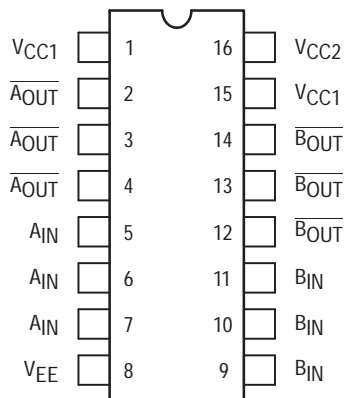 VCC1 1 16 VCC2
AOUT 2 15 VCC1
AOUT 3 14 BOUT
AOUT 4 13 BOUT
AIN 5 12 BOUT
AIN 6 11 BIN
AIN 7 10 BIN
VEE 8 9 BIN